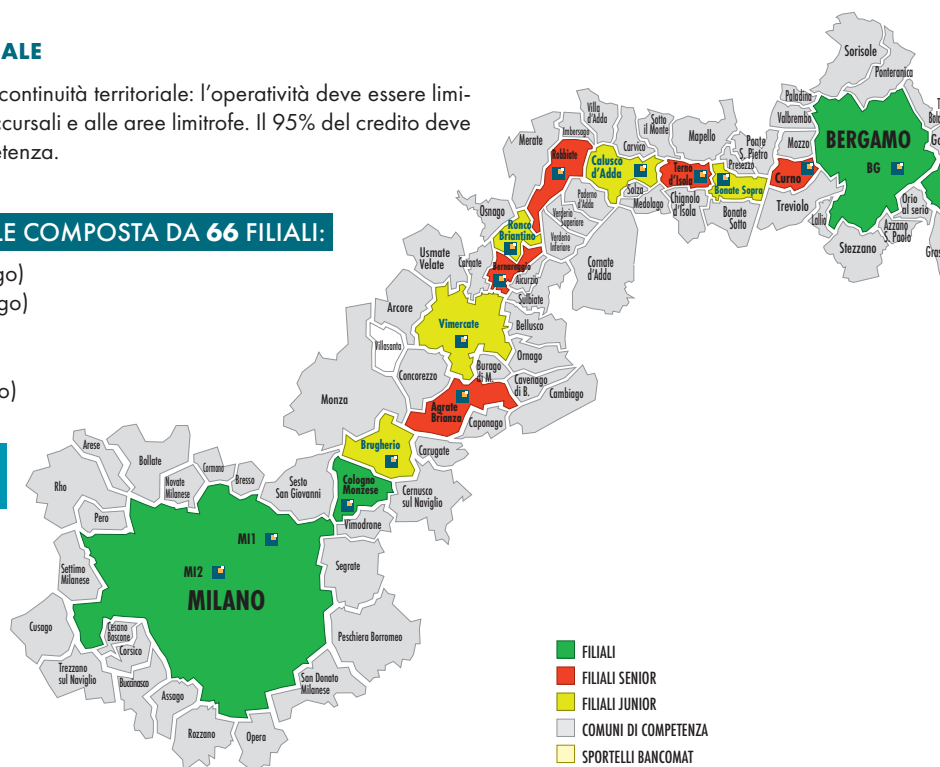 ALE
continuità territoriale: l'operatività deve essere limi-
ccursali e alle aree limitrofe. Il 95% del credito deve
etenza.
LE COMPOSTA DA 66 FILIALI:
go)
go)
o)
Sorisole
Ponteranica
Paladina
Valbrembo
Mozzo
BERGAMO
BG
Curno
Treviolo
Lallio
Stezzano
Azzano
S. Paolo
Orio
al serio
Villa
d'Adda
Sotto
il Monte
Mapello
Ponte
S. Pietro
Presezzo
Merate
Imbersago
Robbiate
Calusco
d'Adda
Carvico
Terno
d'Isola
Bonate Sopra
Solza
Medolago
Chignolo
d'Isola
Bonate
Sotto
Paderno
d'Adda
Verderio
Superiore
Verderio
Inferiore
Cornate
d'Adda
Osnago
Ronco
Briantino
Usmate
Velate
Carnate
Bernareggio
Aicurzio
Sulbiate
Arcore
Vimercate
Bellusco
Villasanta
Ornago
Concorezzo
Burago
di M.
Cavenago
di B.
Cambiago
Monza
Agrate
Brianza
Caponago
Brugherio
Carugate
Arese
Bollate
Cormano
Bresso
Novate
Milanese
Sesto
San Giovanni
Cologno
Monzese
Cernusco
sul Naviglio
Rho
Pero
Vimodrone
MI1
MI2
MILANO
Segrate
Settimo
Milanese
Cusago
Cesano
Boscone
Corsico
Peschiera Borromeo
Trezzano
sul Naviglio
Buccinasco
Assago
San Donato
Milanese
Rozzano
Opera
FILIALI
FILIALI SENIOR
FILIALI JUNIOR
COMUNI DI COMPETENZA
SPORTELLI BANCOMAT